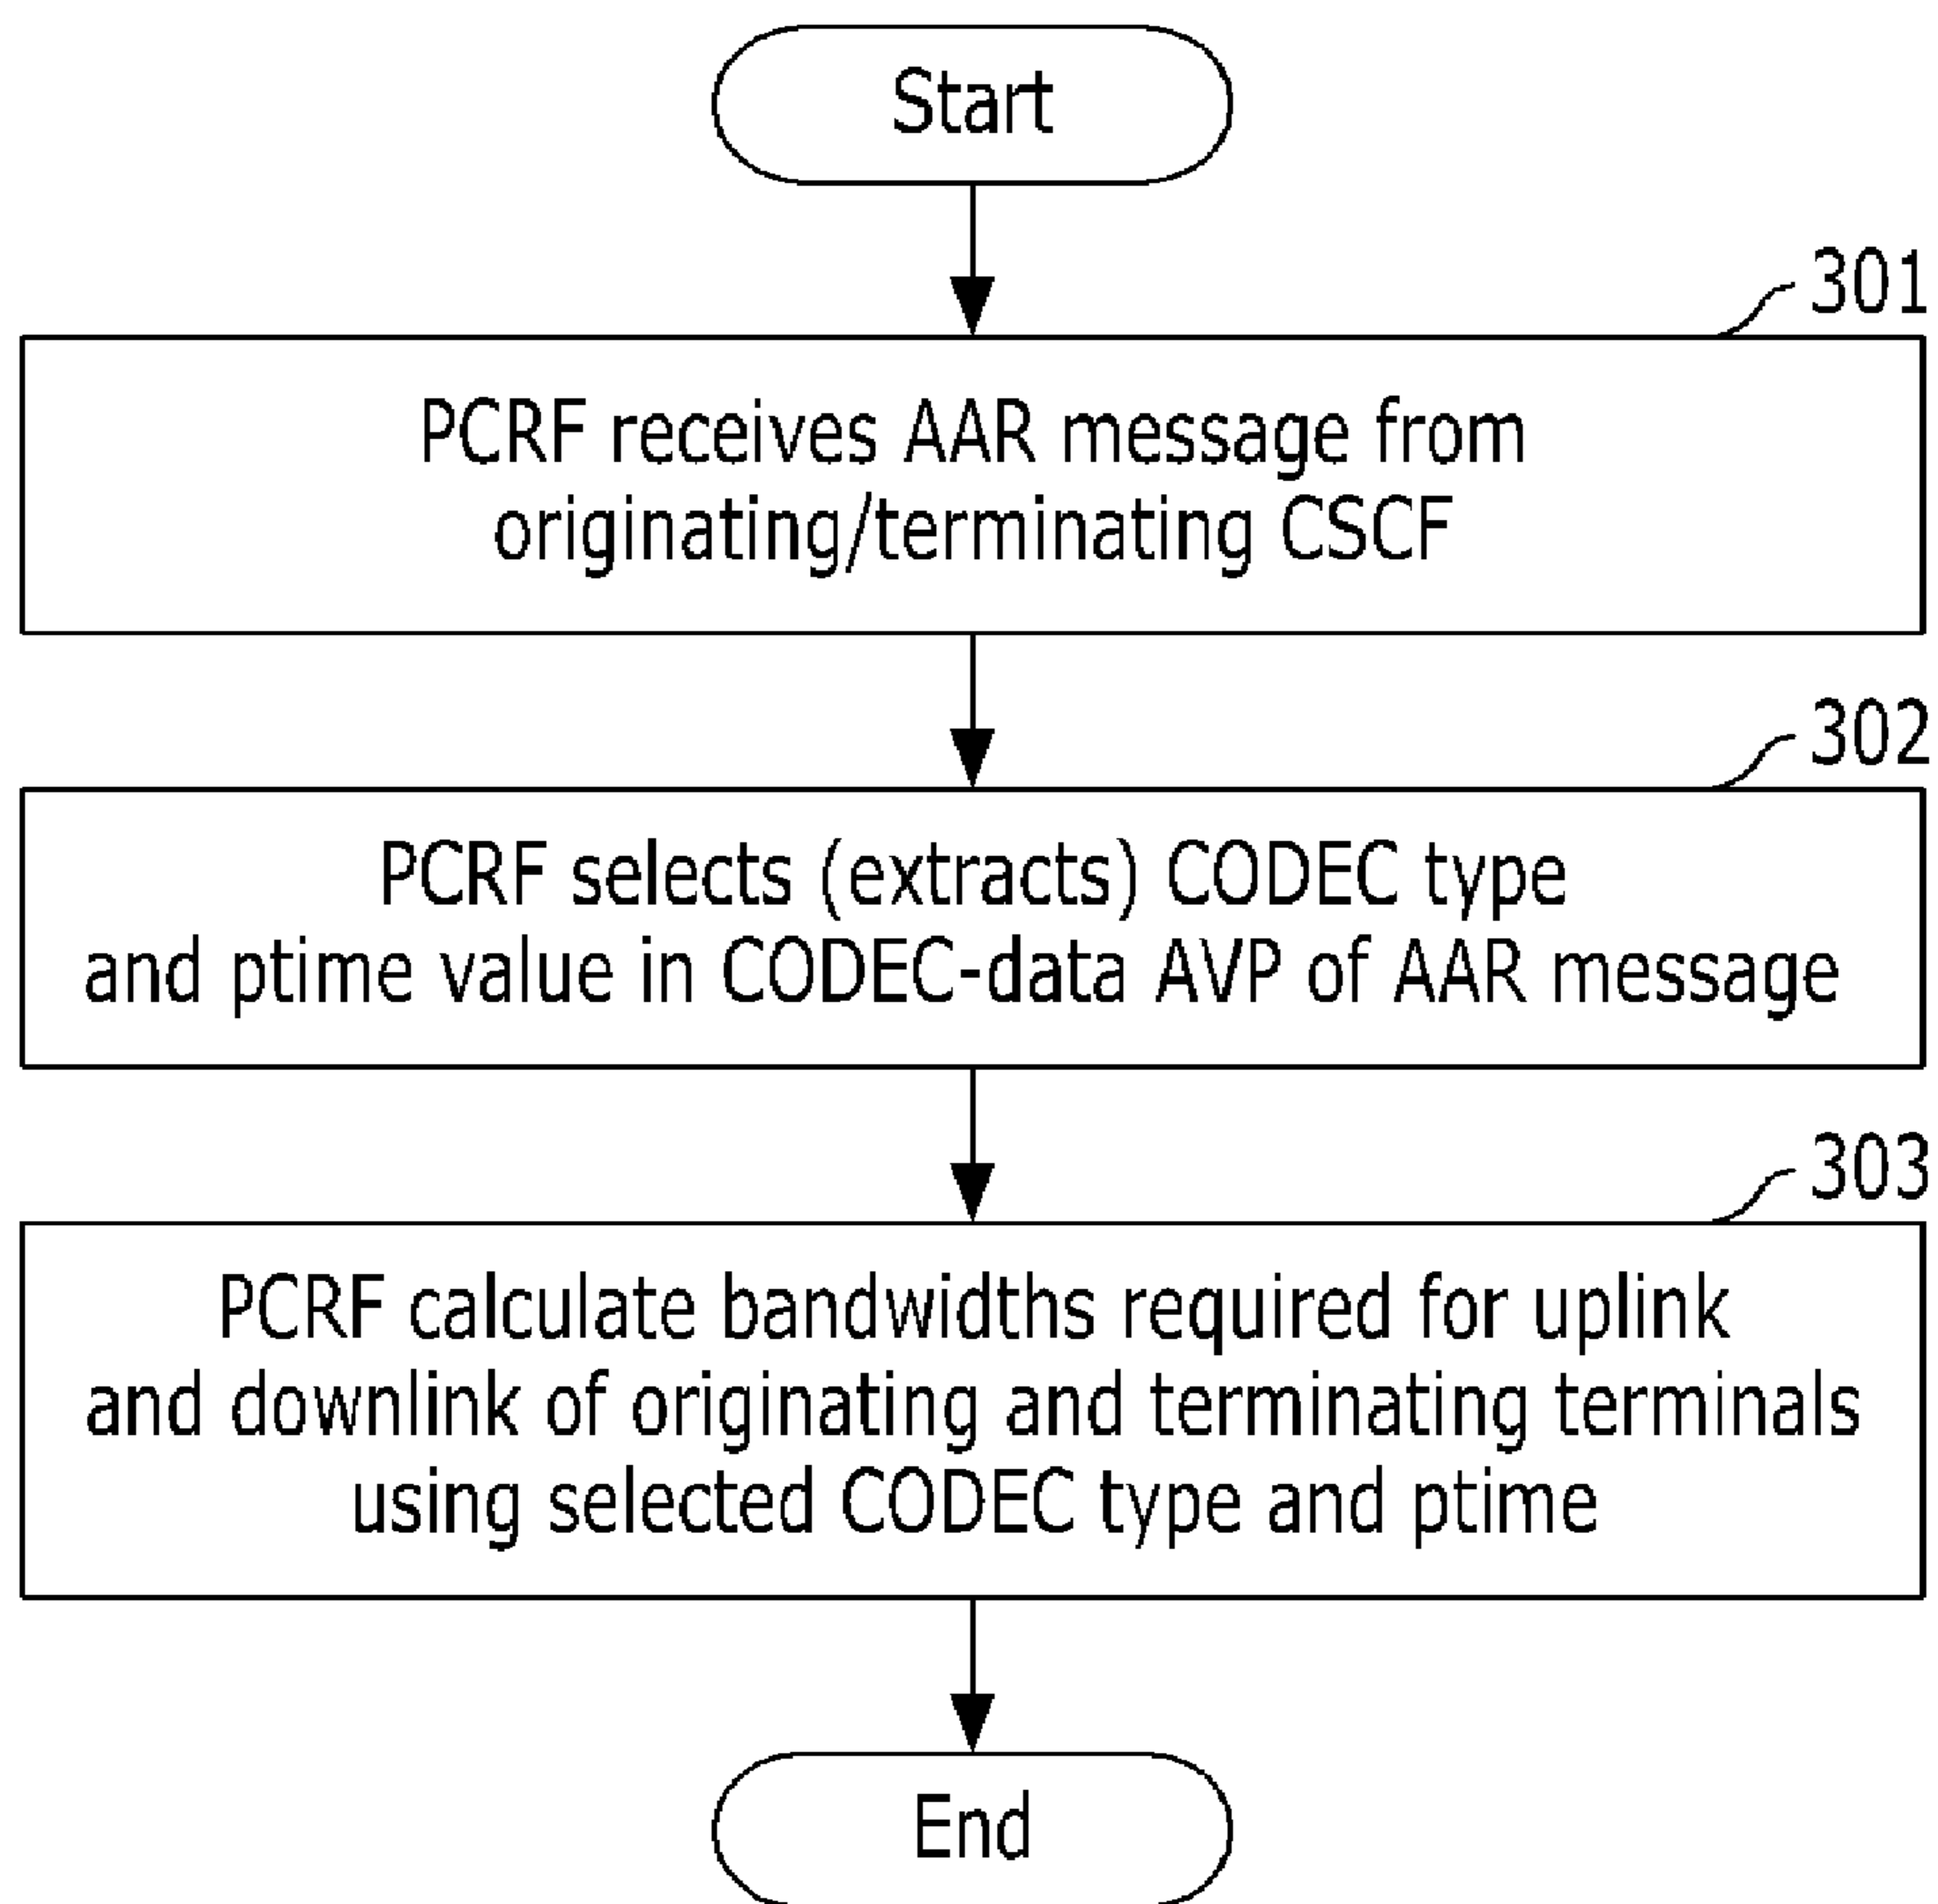 Start
301
PCRF receives AAR message from
originating/terminating CSCF
302
PCRF selects (extracts) CODEC type
and ptime value in CODEC-data AVP of AAR message
303
PCRF calculate bandwidths required for uplink
and downlink of originating and terminating terminals
using selected CODEC type and ptime
End